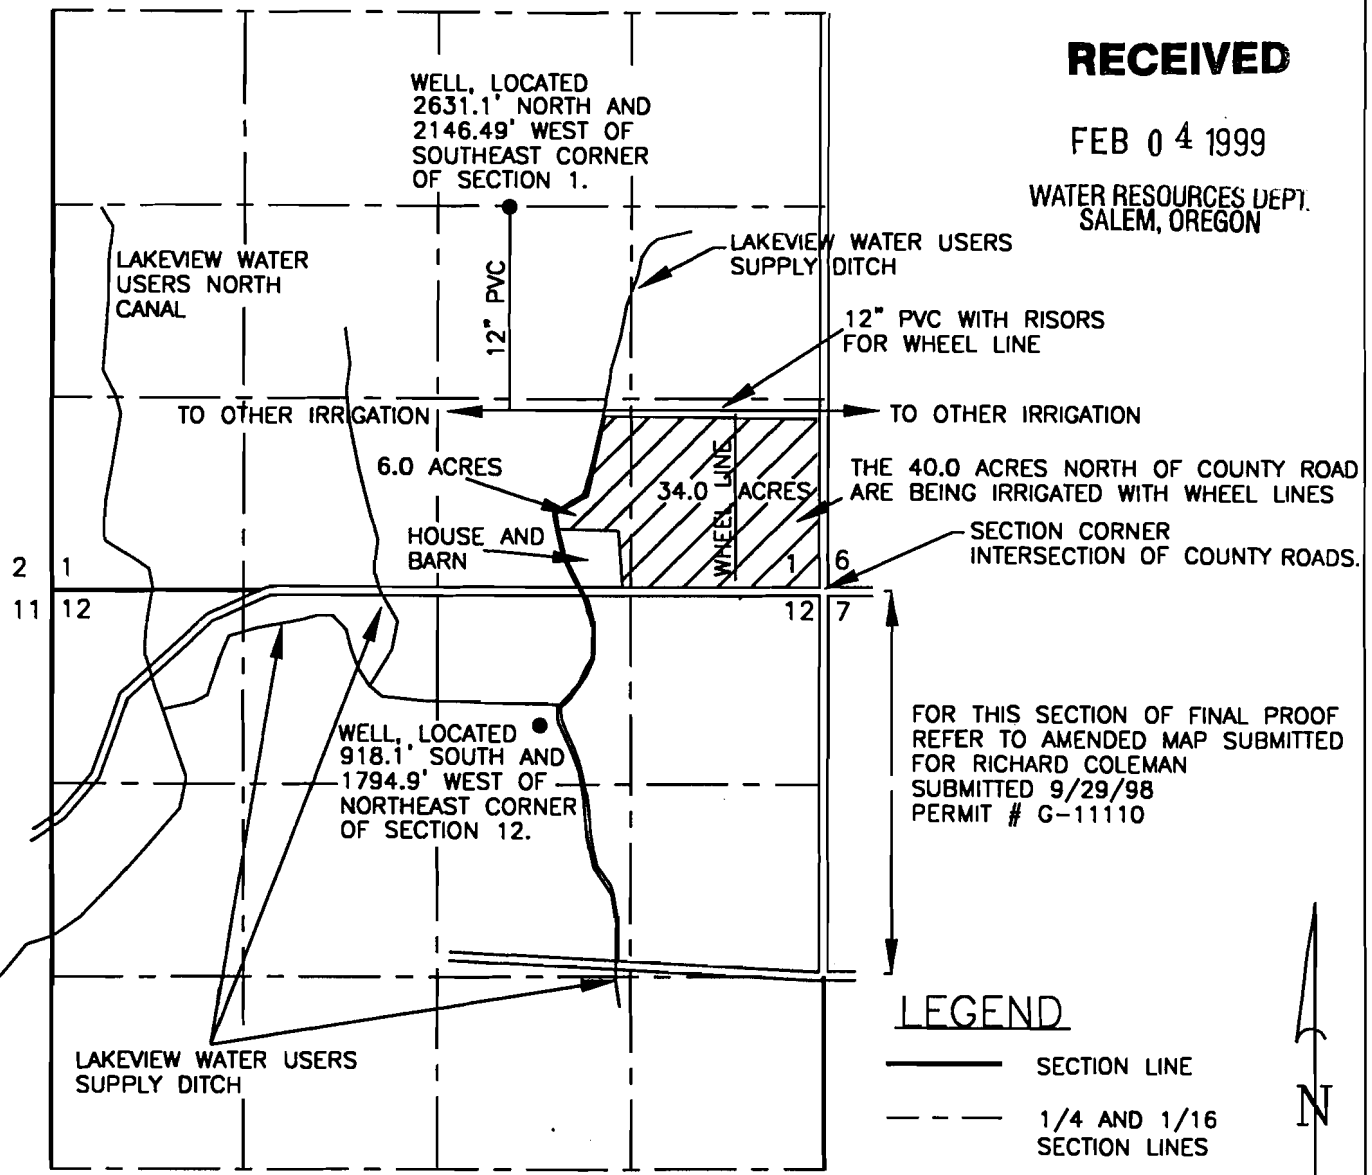 RECEIVED
FEB 04 1999
WATER RESOURCES DEPT.
SALEM, OREGON
WELL, LOCATED
2631.1' NORTH AND
2146.49' WEST OF
SOUTHEAST CORNER
OF SECTION 1.
LAKEVIEW WATER
USERS NORTH
CANAL
12" PVC
LAKEVIEW WATER USERS
SUPPLY DITCH
12" PVC WITH RISORS
FOR WHEEL LINE
TO OTHER IRRIGATION
TO OTHER IRRIGATION
6.0 ACRES
34.0 ACRES
WHEEL LINE
THE 40.0 ACRES NORTH OF COUNTY ROAD
ARE BEING IRRIGATED WITH WHEEL LINES
HOUSE AND
BARN
SECTION CORNER
INTERSECTION OF COUNTY ROADS.
2 1
11 12
1 6
12 7
WELL, LOCATED
918.1' SOUTH AND
1794.9' WEST OF
NORTHEAST CORNER
OF SECTION 12.
FOR THIS SECTION OF FINAL PROOF
REFER TO AMENDED MAP SUBMITTED
FOR RICHARD COLEMAN
SUBMITTED 9/29/98
PERMIT # G-11110
LAKEVIEW WATER USERS
SUPPLY DITCH
LEGEND
SECTION LINE
1/4 AND 1/16
SECTION LINES
N